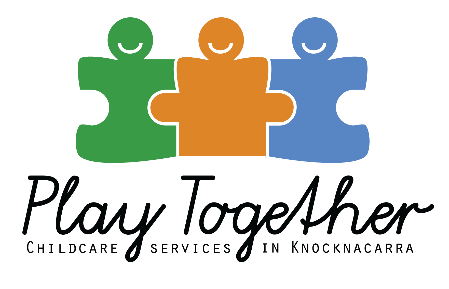 Play Together
CHILDCARE SERVICES IN KNOCKNACARRA